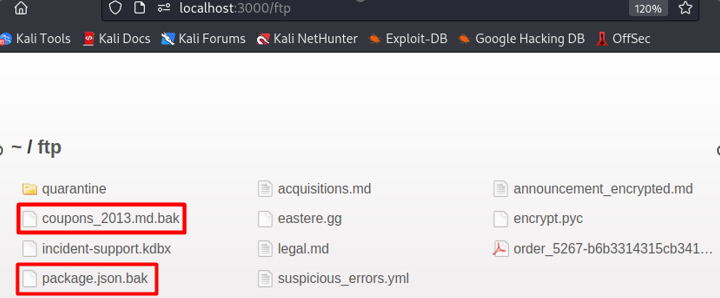 localhost:3000/ftp 120%
Kali Tools Kali Docs Kali Forums Kali NetHunter Exploit-DB Google Hacking DB OffSec
~ / ftp
quarantine acquisitions.md announcement_encrypted.md
coupons_2013.md.bak eastere.gg encrypt.pyc
incident-support.kdbx legal.md order_5267-b6b3314315cb341...
package.json.bak suspicious_errors.yml